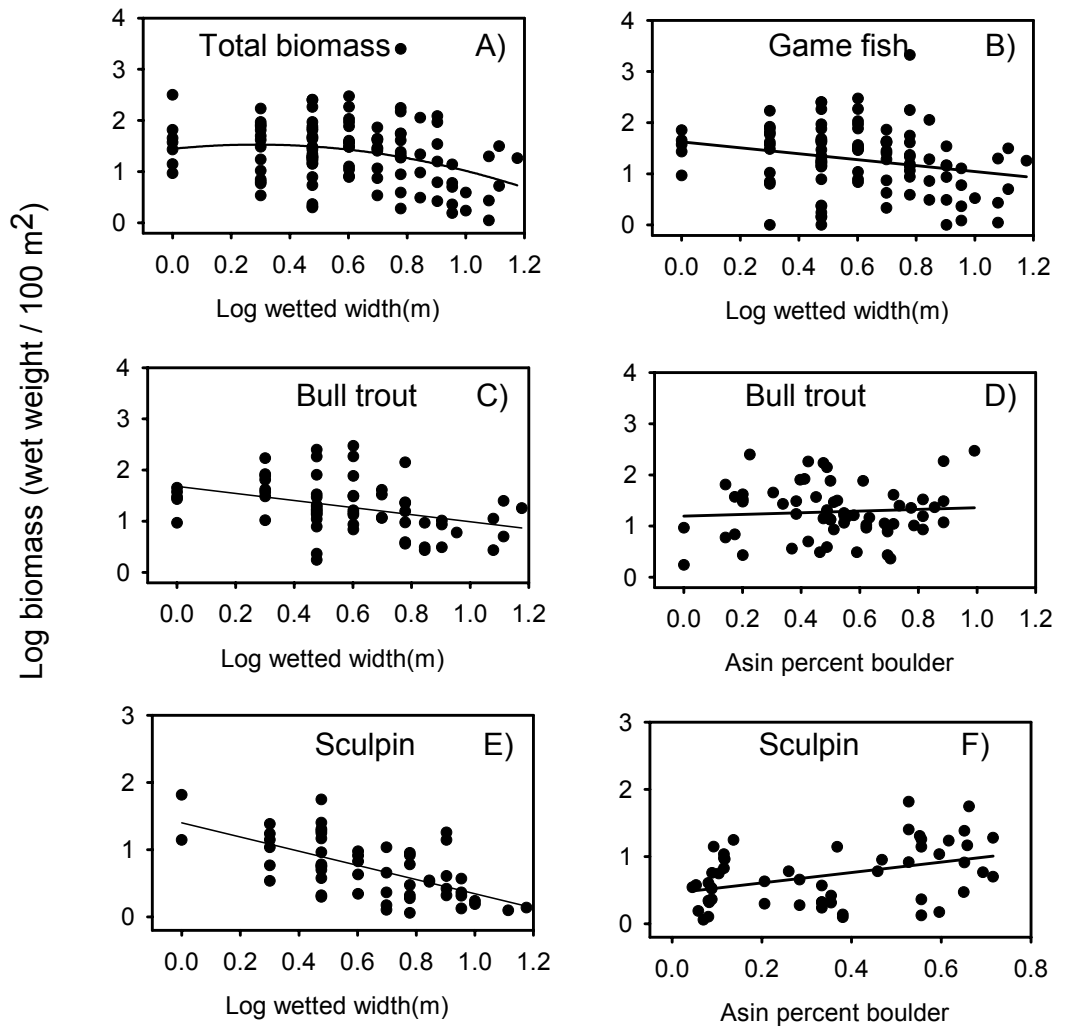 Log biomass (wet weight / 100 m²)
Total biomass A)
4
3
2
1
0
0.0 0.2 0.4 0.6 0.8 1.0 1.2
Log wetted width(m)
Game fish B)
4
3
2
1
0
0.0 0.2 0.4 0.6 0.8 1.0 1.2
Log wetted width(m)
Bull trout C)
4
3
2
1
0
0.0 0.2 0.4 0.6 0.8 1.0 1.2
Log wetted width(m)
Bull trout D)
4
3
2
1
0
0.0 0.2 0.4 0.6 0.8 1.0 1.2
Asin percent boulder
Sculpin E)
3
2
1
0
0.0 0.2 0.4 0.6 0.8 1.0 1.2
Log wetted width(m)
Sculpin F)
3
2
1
0
0.0 0.2 0.4 0.6 0.8
Asin percent boulder